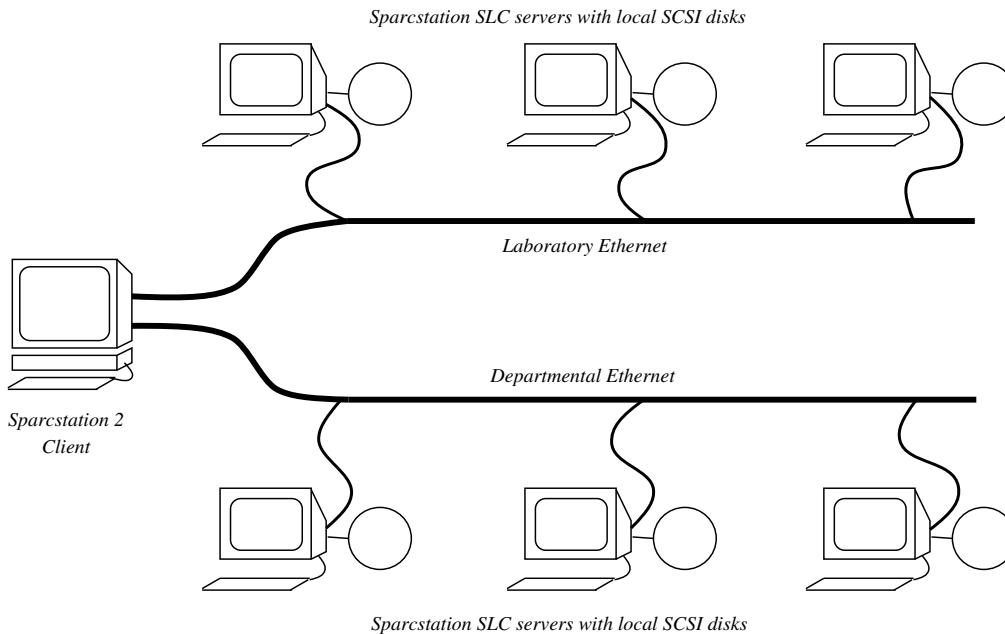 Sparcstation SLC servers with local SCSI disks
Laboratory Ethernet
Departmental Ethernet
Sparcstation 2
Client
Sparcstation SLC servers with local SCSI disks